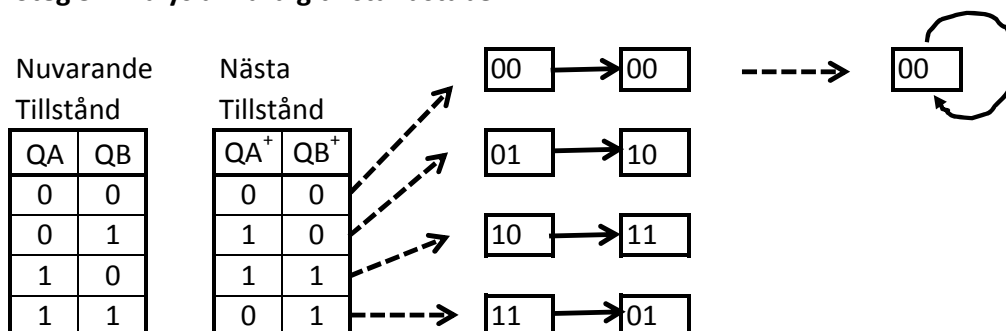 Nuvarande Nästa
Tillstånd Tillstånd
QA QB QA+ QB+
0 0 0 0
0 1 1 0
1 0 1 1
1 1 0 1
00 00 00
01 10
10 11
11 01